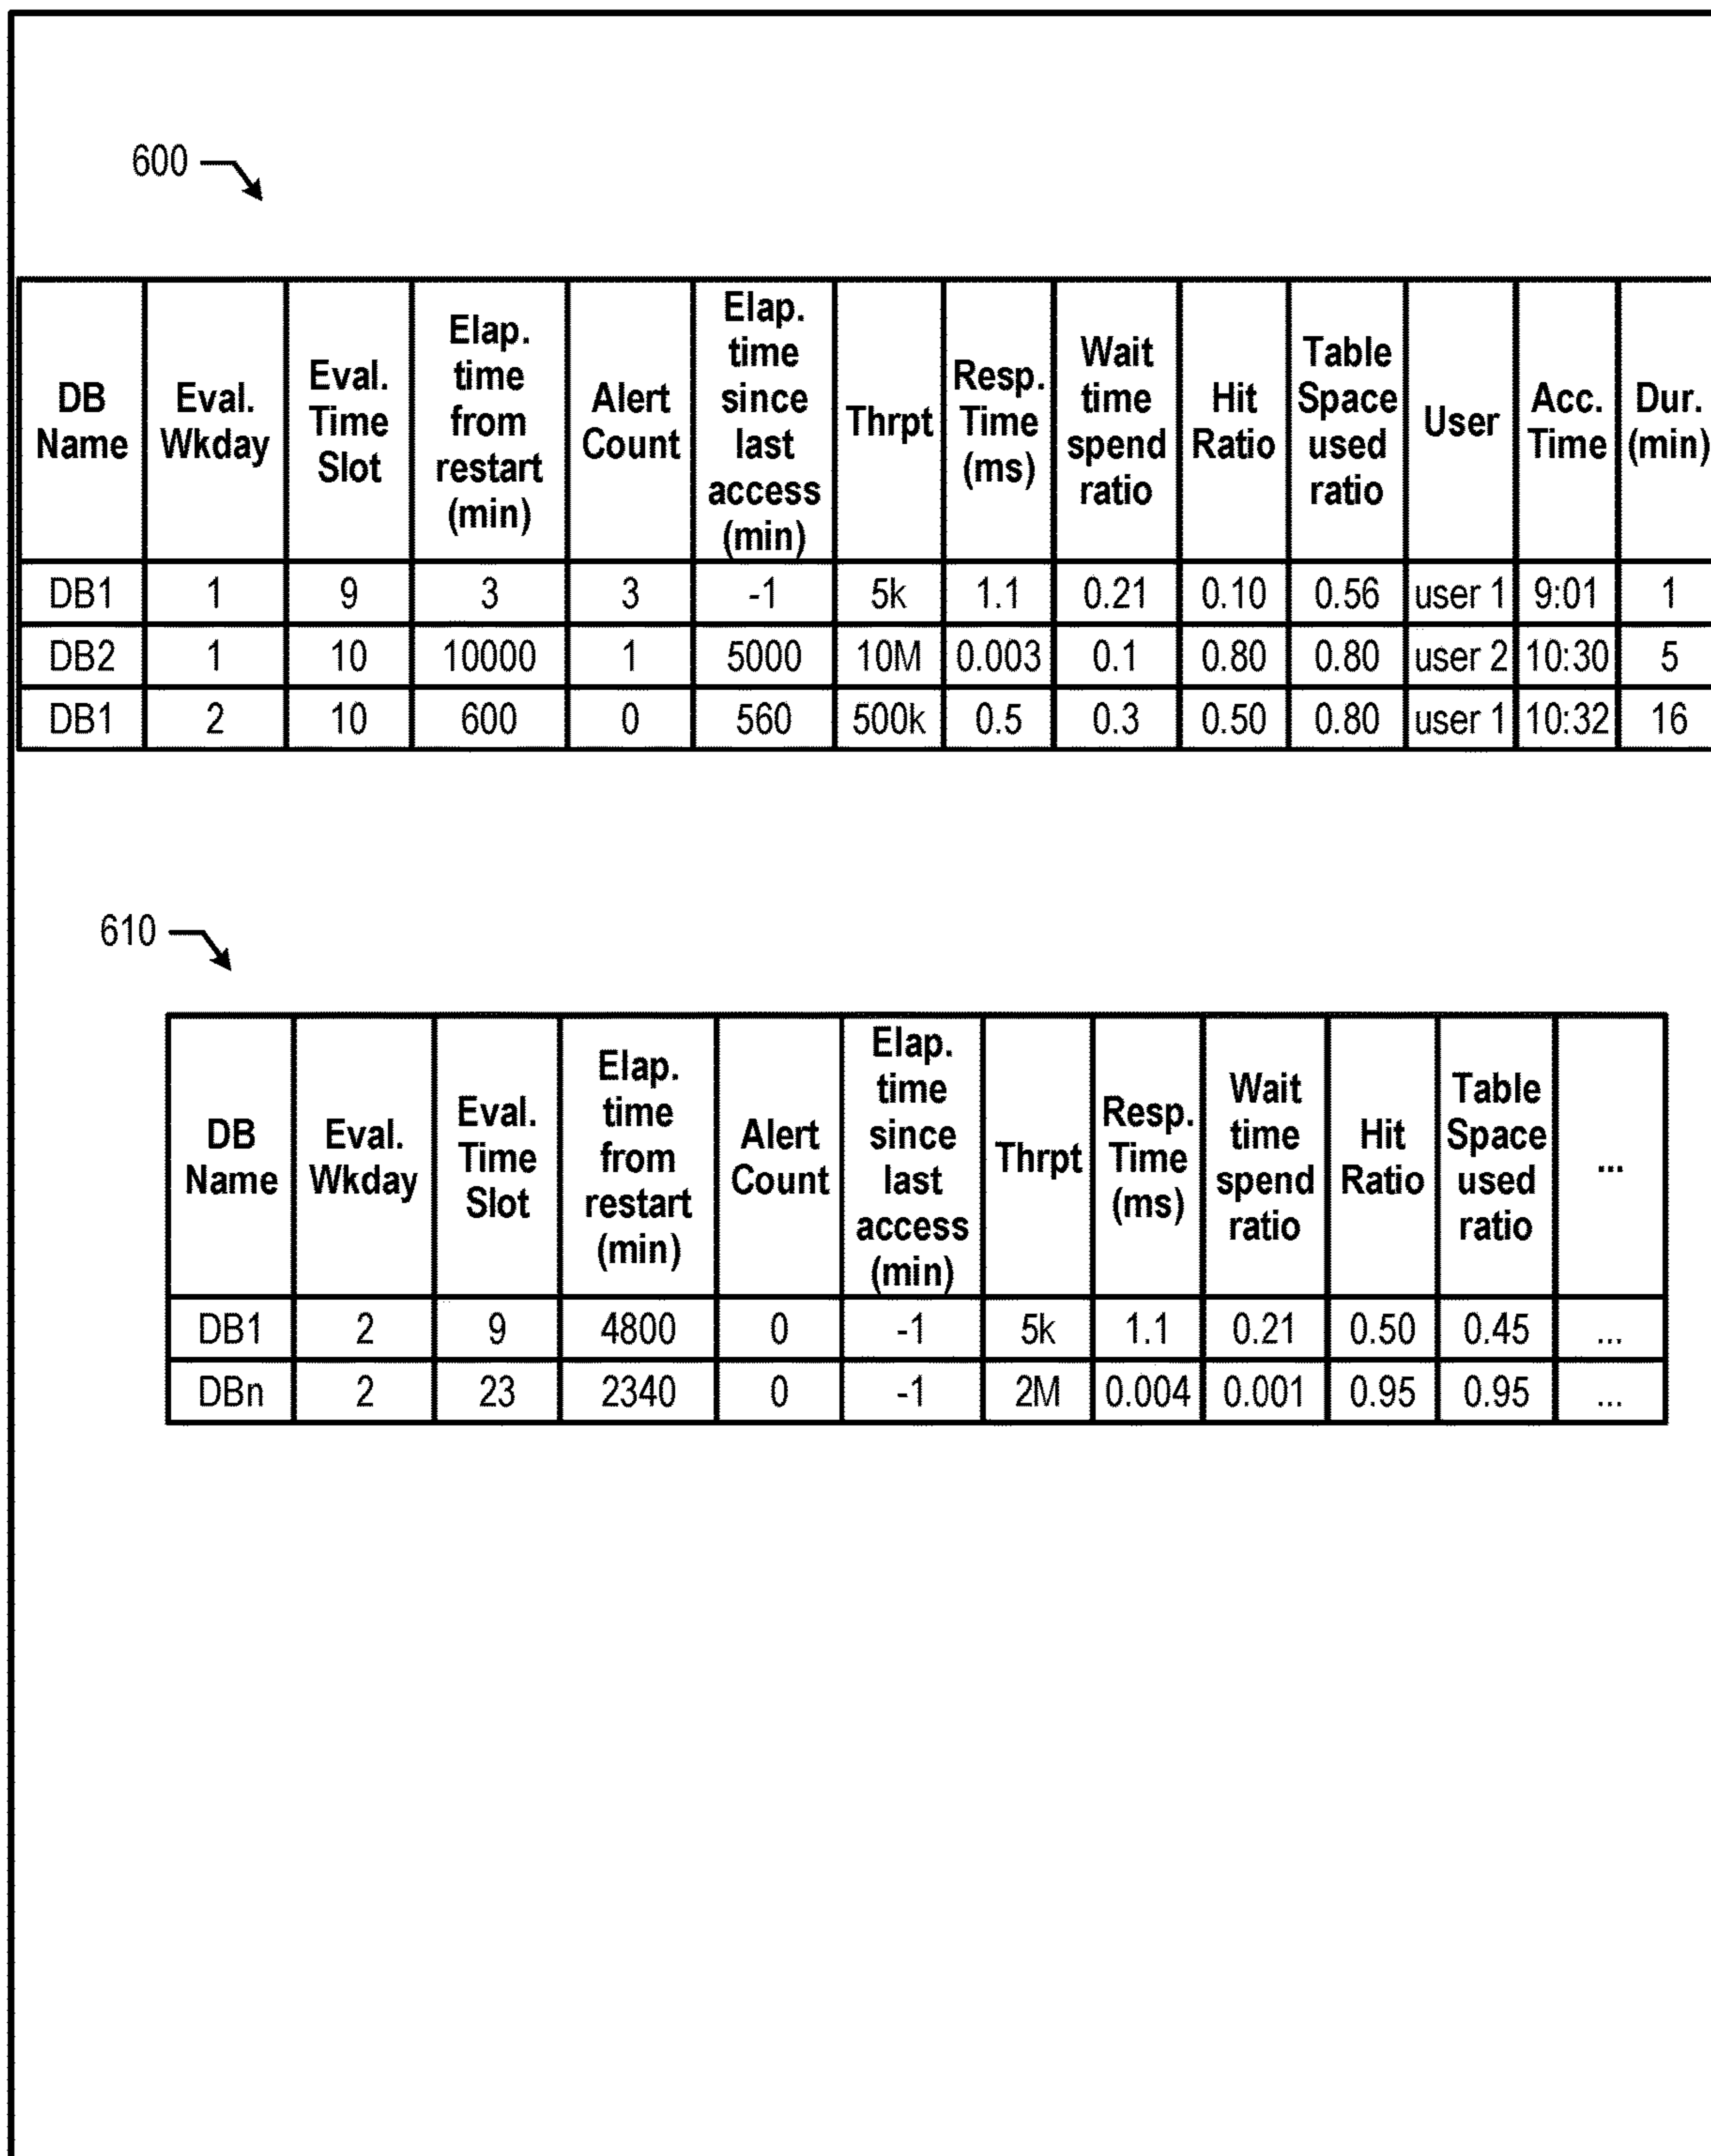 600
DB Name Eval. Wkday Eval. Time Slot Elap. time from restart (min) Alert Count Elap. time since last access (min) Thrpt Resp. Time (ms) Wait time spend ratio Hit Ratio Table Space used ratio User Acc. Time Dur. (min)
DB1 1 9 3 3 -1 5k 1.1 0.21 0.10 0.56 user 1 9:01 1
DB2 1 10 10000 1 5000 10M 0.003 0.1 0.80 0.80 user 2 10:30 5
DB1 2 10 600 0 560 500k 0.5 0.3 0.50 0.80 user 1 10:32 16
610
DB Name Eval. Wkday Eval. Time Slot Elap. time from restart (min) Alert Count Elap. time since last access (min) Thrpt Resp. Time (ms) Wait time spend ratio Hit Ratio Table Space used ratio ...
DB1 2 9 4800 0 -1 5k 1.1 0.21 0.50 0.45 ...
DBn 2 23 2340 0 -1 2M 0.004 0.001 0.95 0.95 ...